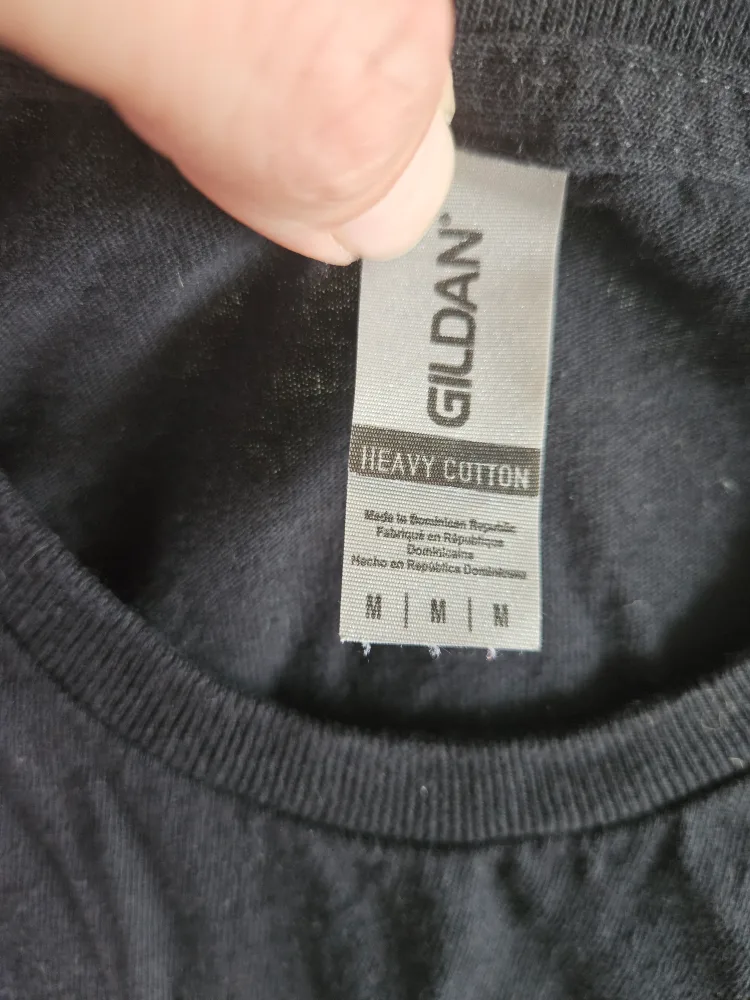 GILDAN®
HEAVY COTTON
Made in Dominican Republic
Fabriqué en République
Dominicaine
Hecho en República Dominicana
M | M | M